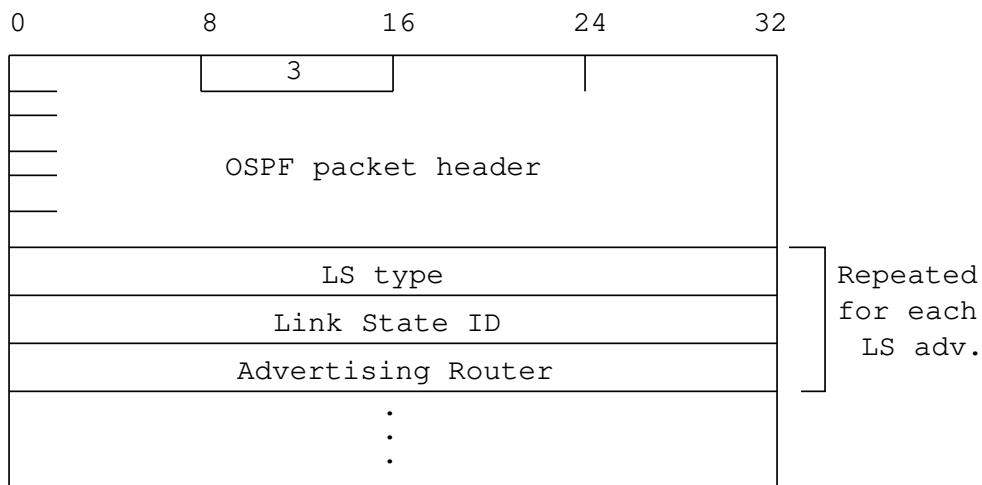 0 8 16 24 32
3
OSPF packet header
LS type
Link State ID
Advertising Router
Repeated
for each
LS adv.
.
.
.